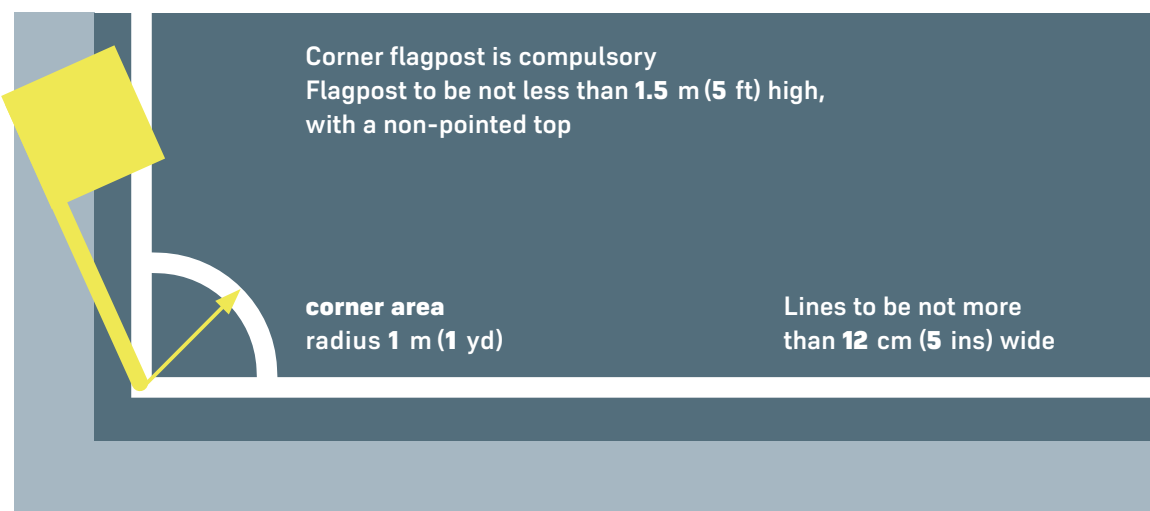 Corner flagpost is compulsory
Flagpost to be not less than 1.5 m (5 ft) high,
with a non-pointed top
corner area
radius 1 m (1 yd)
Lines to be not more
than 12 cm (5 ins) wide